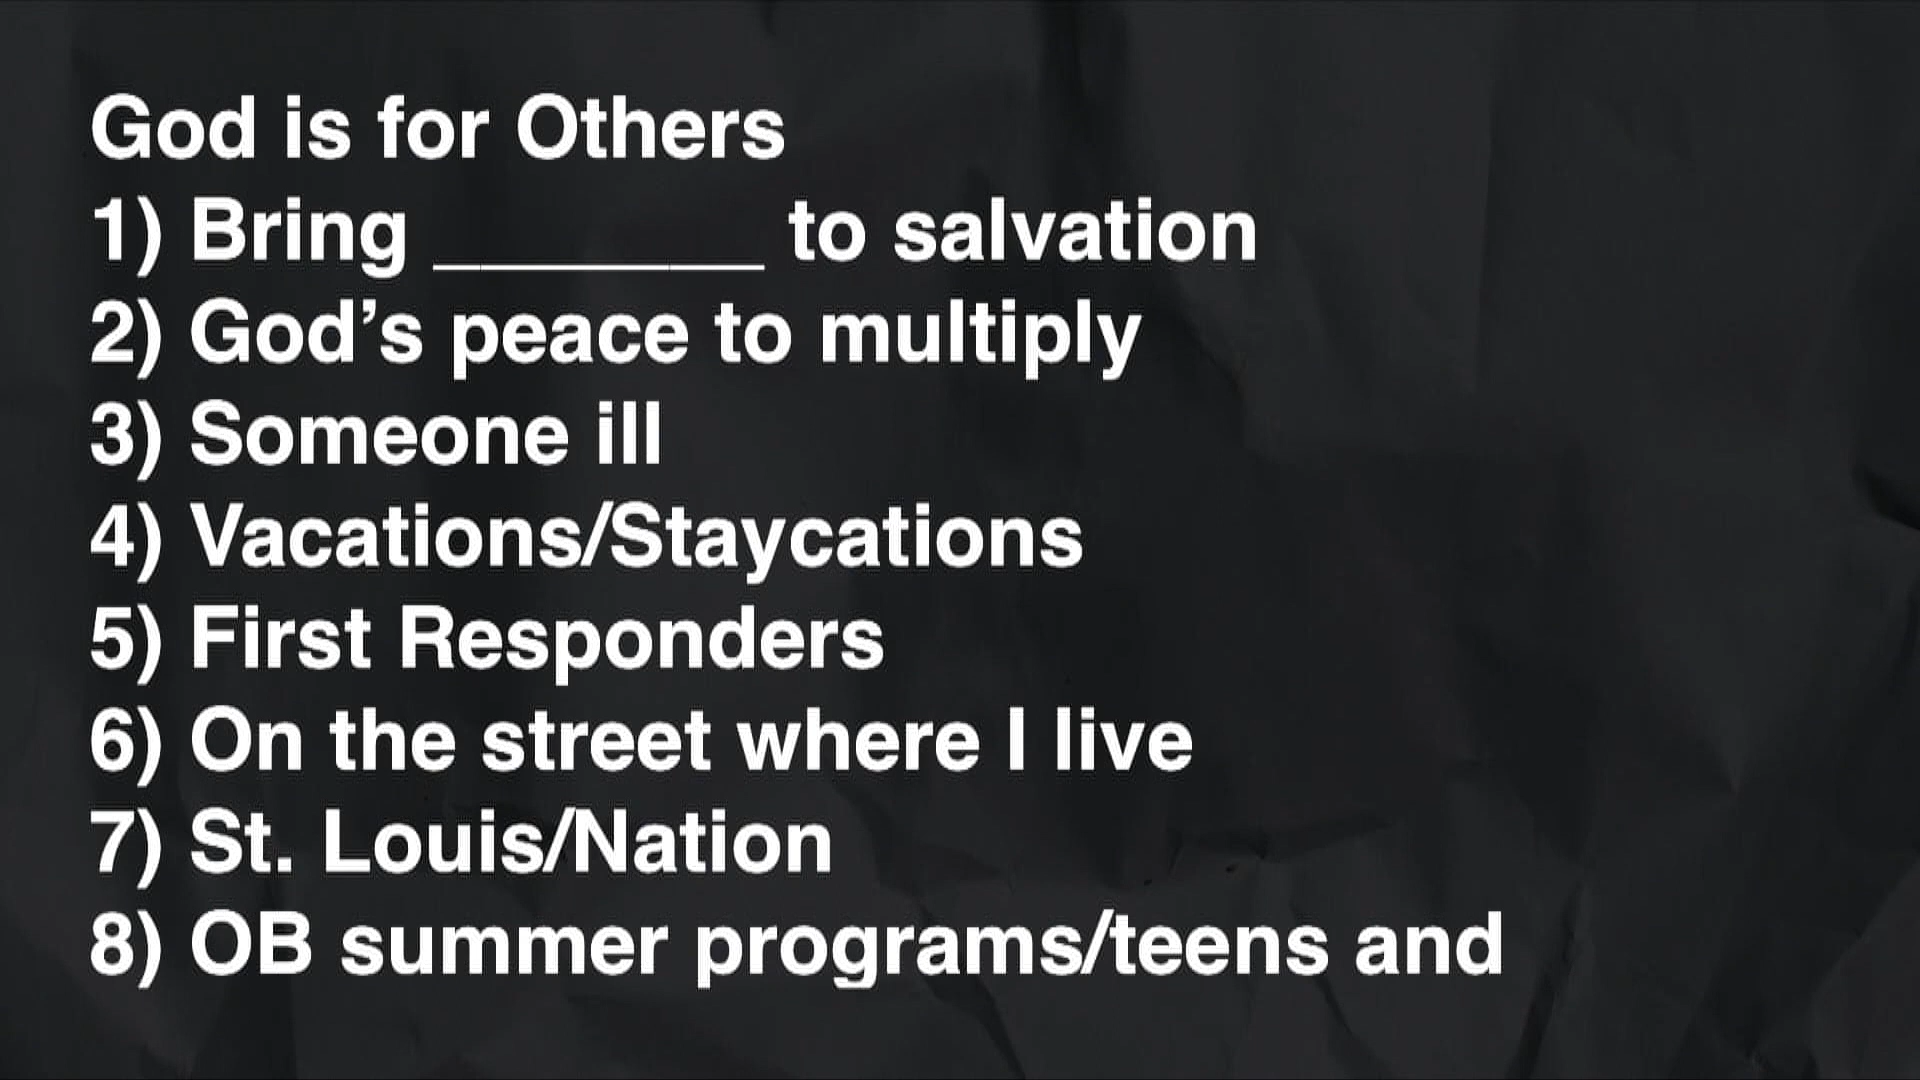 God is for Others
1) Bring _______ to salvation
2) God’s peace to multiply
3) Someone ill
4) Vacations/Staycations
5) First Responders
6) On the street where I live
7) St. Louis/Nation
8) OB summer programs/teens and